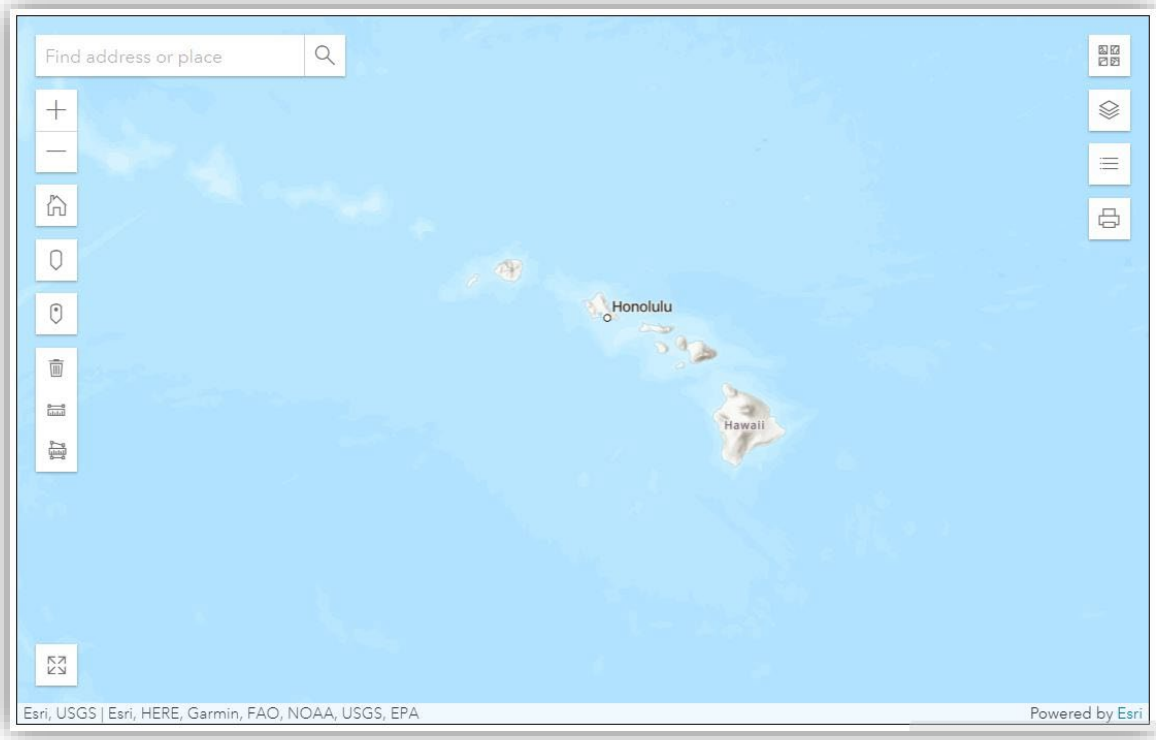 Find address or place
Honolulu
Hawaii
Esri, USGS | Esri, HERE, Garmin, FAO, NOAA, USGS, EPA
Powered by Esri